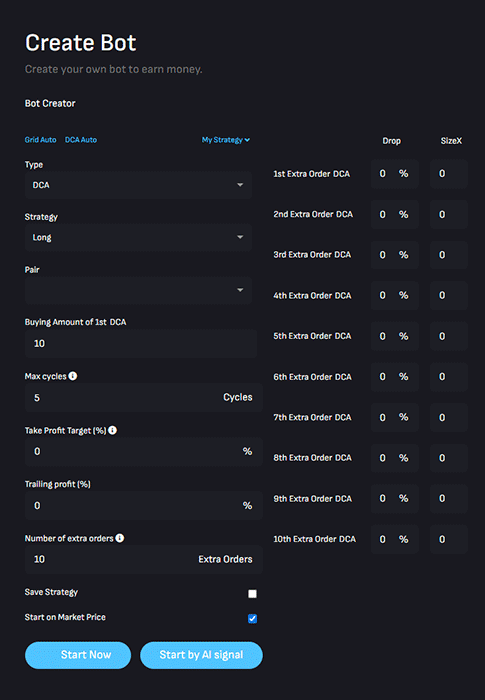 Create Bot
Create your own bot to earn money.
Bot Creator
Grid Auto DCA Auto My Strategy
Type
DCA
Strategy
Long
Pair
Buying Amount of 1st DCA
10
Max cycles
5 Cycles
Take Profit Target (%)
0 %
Trailing profit (%)
0 %
Number of extra orders
10 Extra Orders
Save Strategy
Start on Market Price
Start Now Start by AI signal
Drop SizeX
1st Extra Order DCA 0 % 0
2nd Extra Order DCA 0 % 0
3rd Extra Order DCA 0 % 0
4th Extra Order DCA 0 % 0
5th Extra Order DCA 0 % 0
6th Extra Order DCA 0 % 0
7th Extra Order DCA 0 % 0
8th Extra Order DCA 0 % 0
9th Extra Order DCA 0 % 0
10th Extra Order DCA 0 % 0